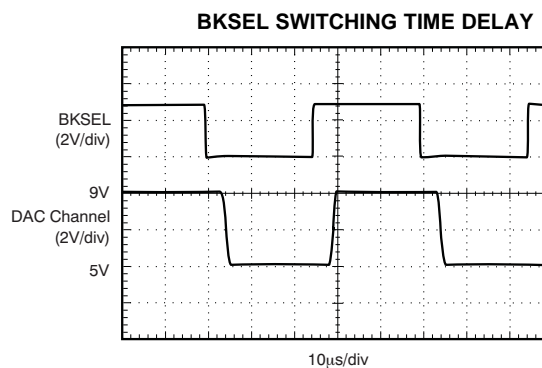 BKSEL SWITCHING TIME DELAY
BKSEL
(2V/div)
9V
DAC Channel
(2V/div)
5V
10μs/div